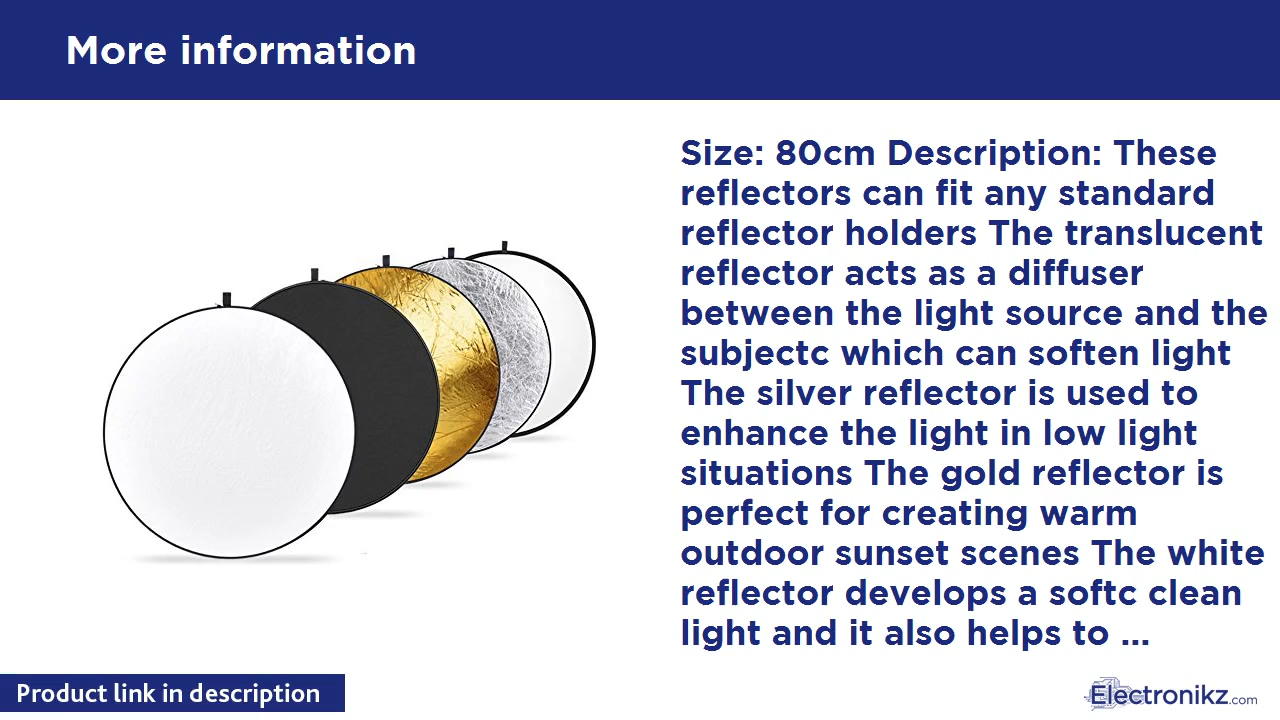 More information
Size: 80cm Description: These
reflectors can fit any standard
reflector holders The translucent
reflector acts as a diffuser
between the light source and the
subjectc which can soften light
The silver reflector is used to
enhance the light in low light
situations The gold reflector is
perfect for creating warm
outdoor sunset scenes The white
reflector develops a softc clean
light and it also helps to ...
Product link in description
Electronikz.com